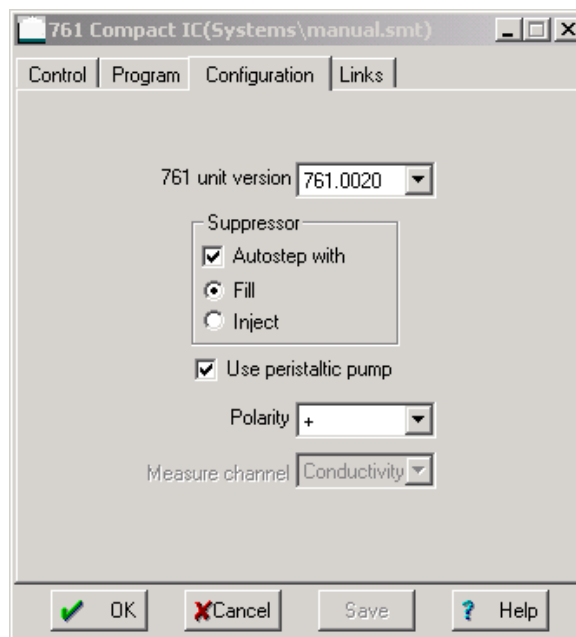 761 Compact IC(Systems\manual.smt)
Control Program Configuration Links
761 unit version 761.0020
Suppressor
Autostep with
Fill
Inject
Use peristaltic pump
Polarity +
Measure channel Conductivity
OK Cancel Save ? Help